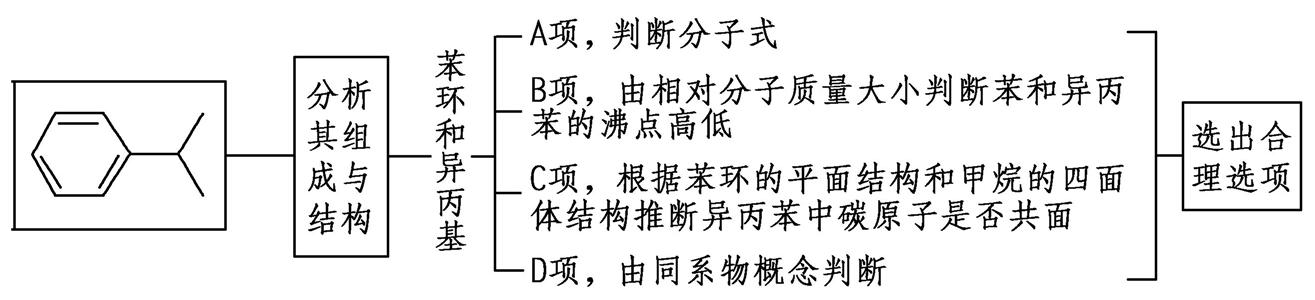 分析
其组
成与
结构
苯环和异丙基
A项，判断分子式
B项，由相对分子质量大小判断苯和异丙
苯的沸点高低
C项，根据苯环的平面结构和甲烷的四面
体结构推断异丙苯中碳原子是否共面
D项，由同系物概念判断
选出合
理选项